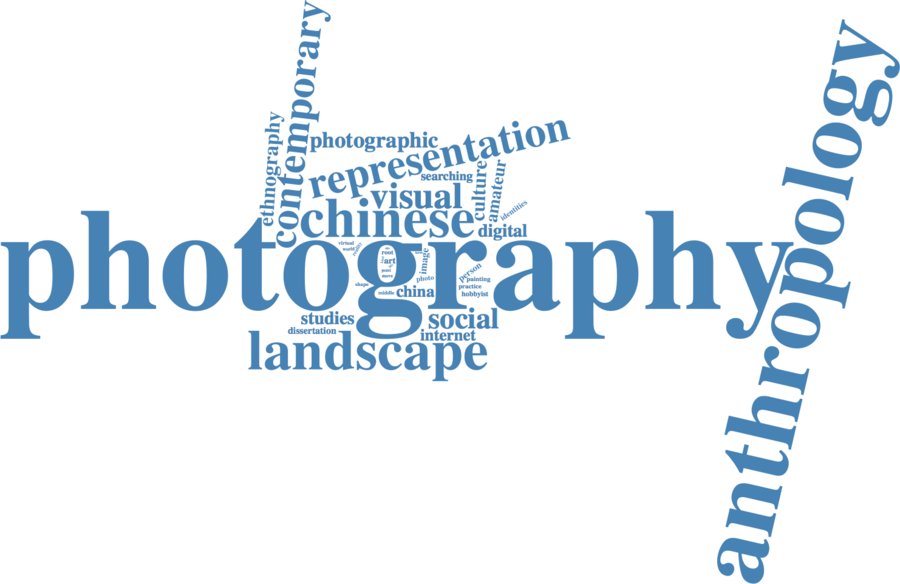 contemporary
ethnography
photographic
representation
searching
culture
amateur
identities
visual
chinese
digital
photography
anthropology
virtual
world
root
art
print
move
image
photo
person
painting
practice
hobbyist
shape
middle
china
studies
dissertation
social
internet
landscape